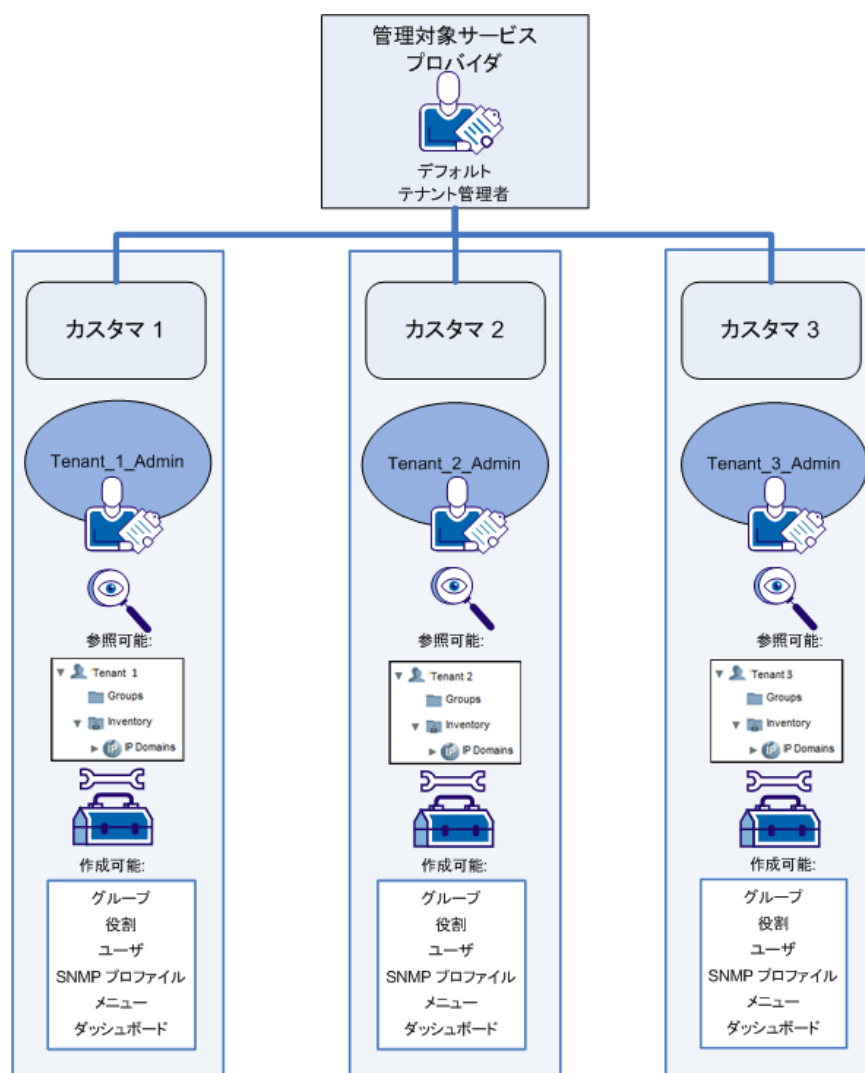 管理対象サービス
プロバイダ
デフォルト
テナント管理者
カスタマ 1
Tenant_1_Admin
参照可能:
Tenant 1
Groups
Inventory
IP
IP Domains
作成可能:
グループ
役割
ユーザ
SNMP プロファイル
メニュー
ダッシュボード
カスタマ 2
Tenant_2_Admin
参照可能:
Tenant 2
Groups
Inventory
IP
IP Domains
作成可能:
グループ
役割
ユーザ
SNMP プロファイル
メニュー
ダッシュボード
カスタマ 3
Tenant_3_Admin
参照可能:
Tenant 3
Groups
Inventory
IP
IP Domains
作成可能:
グループ
役割
ユーザ
SNMP プロファイル
メニュー
ダッシュボード